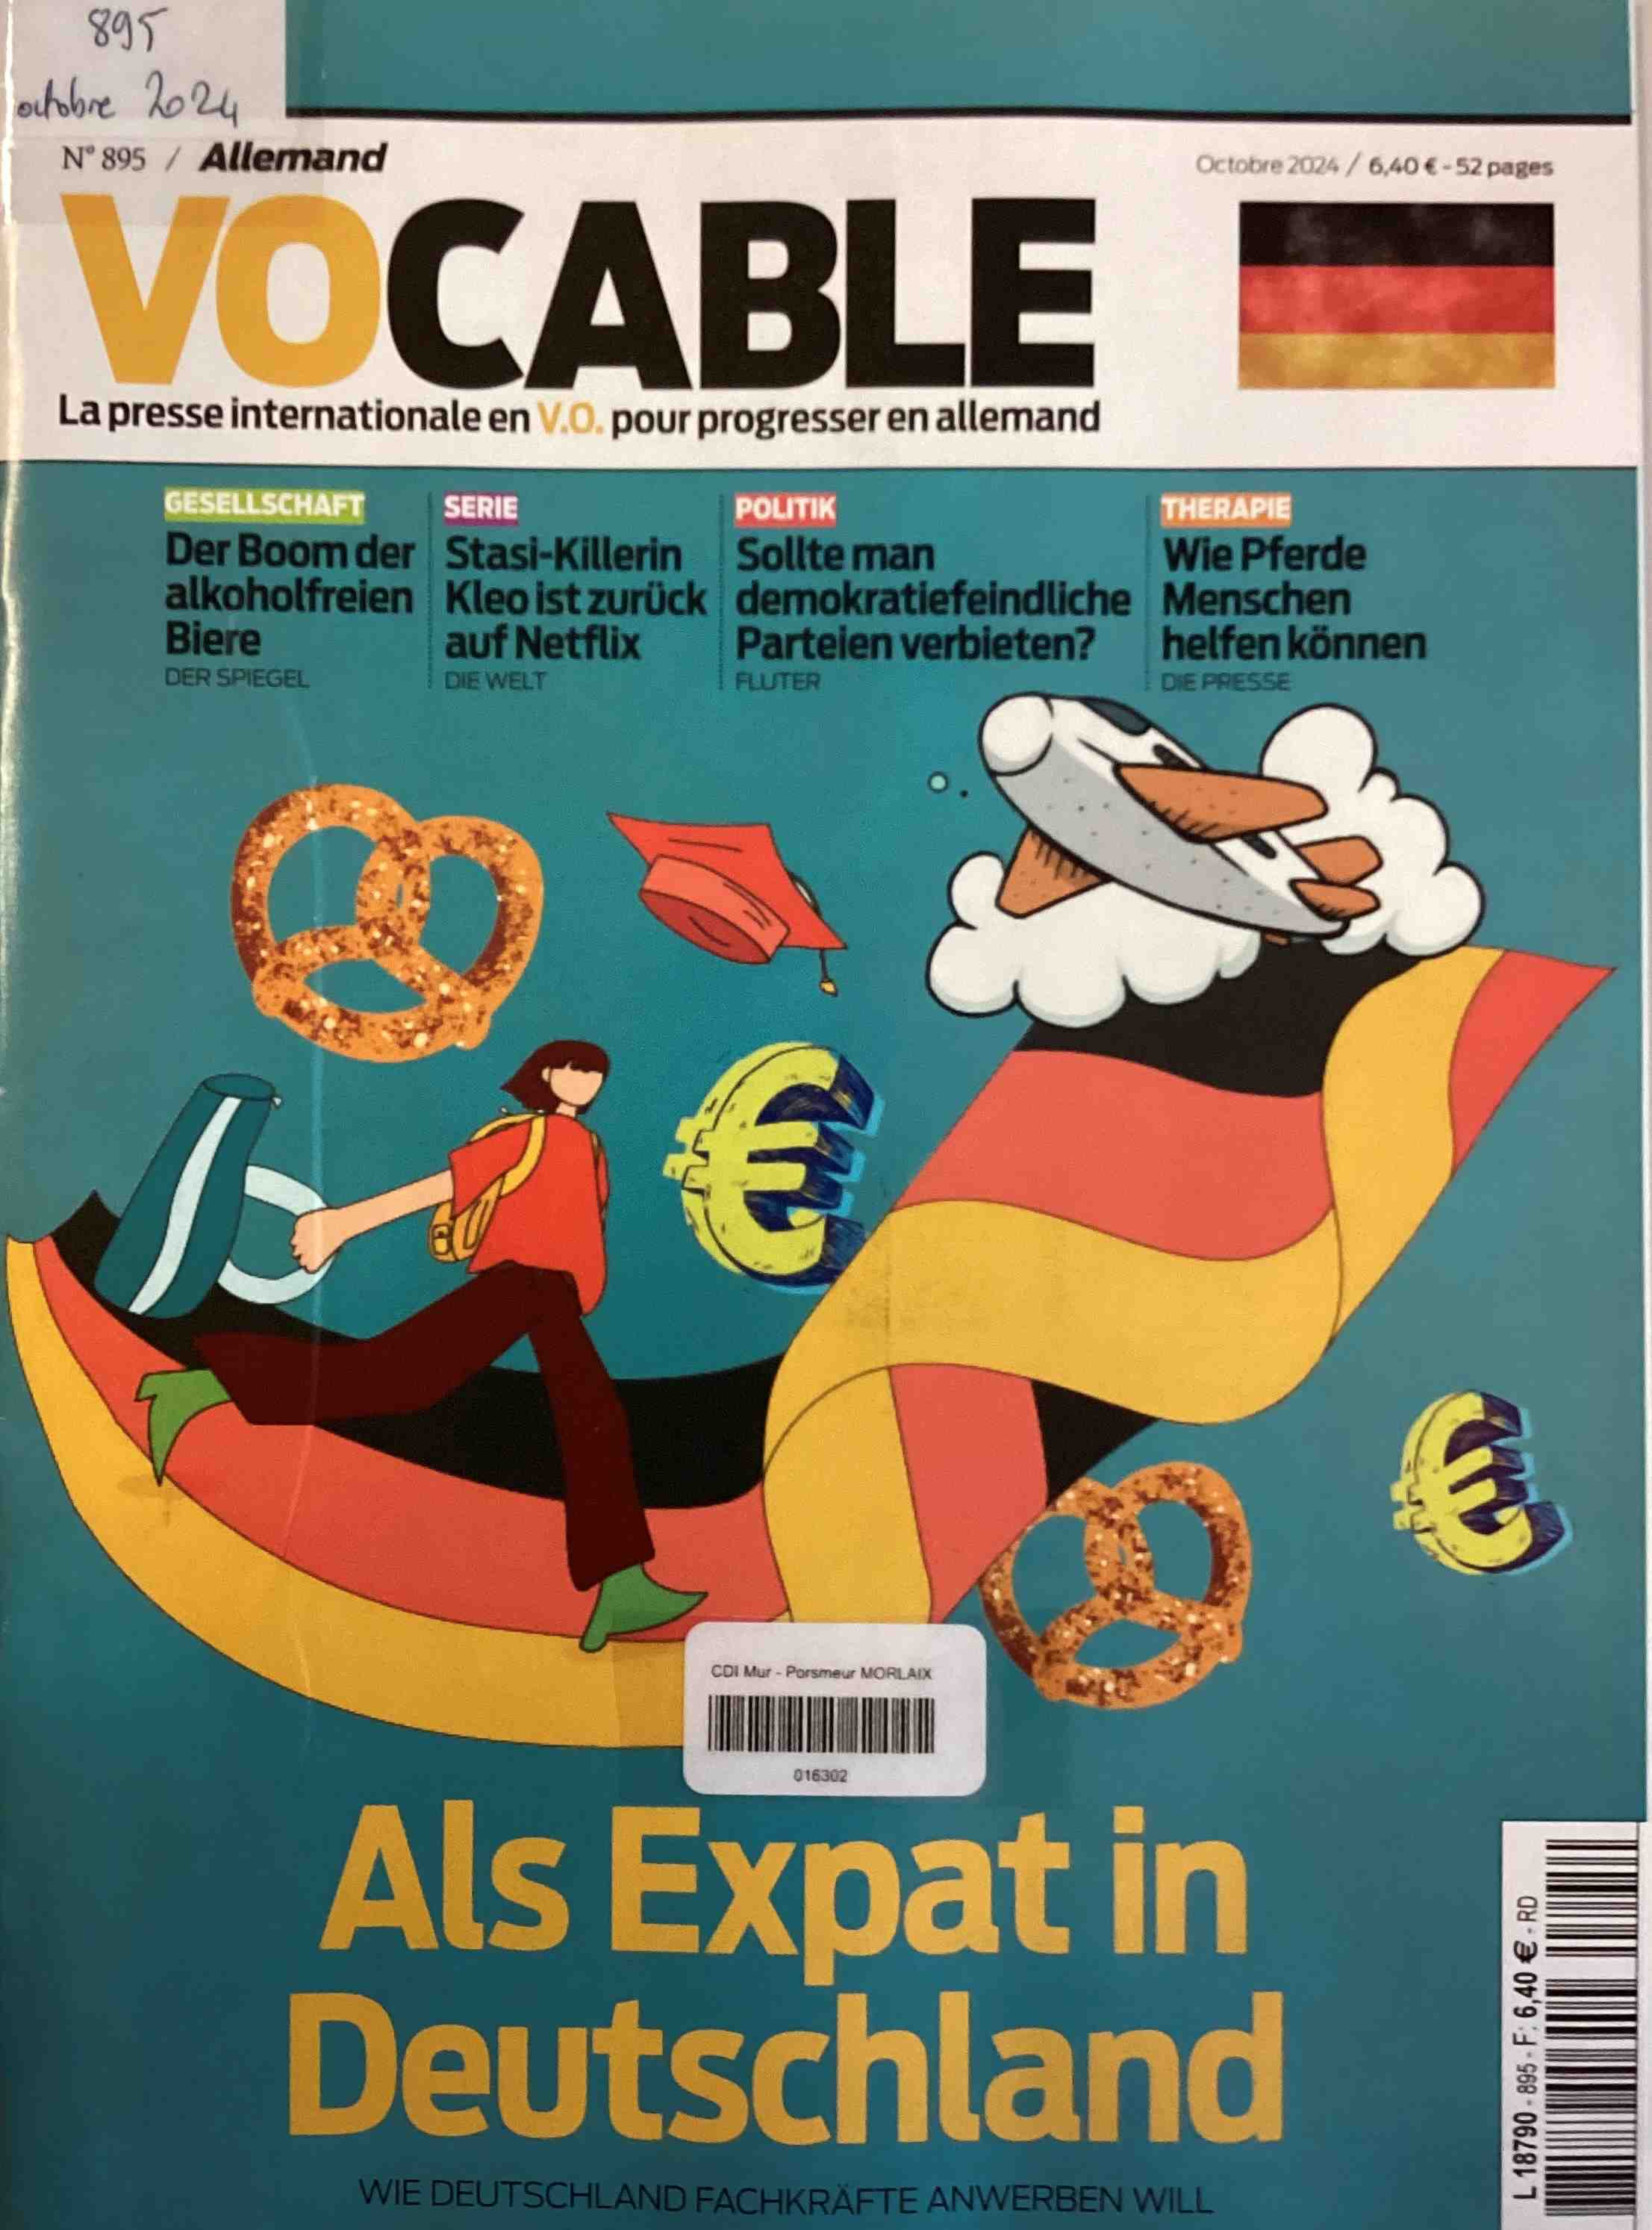 895
octobre 2024
N° 895 / Allemand
Octobre 2024 / 6,40 € - 52 pages
VOCABLE
La presse internationale en V.O. pour progresser en allemand
GESELLSCHAFT
Der Boom der
alkoholfreien
Biere
DER SPIEGEL
SERIE
Stasi-Killerin
Kleo ist zurück
auf Netflix
DIE WELT
POLITIK
Sollte man
demokratiefeindliche
Parteien verbieten?
FLUTER
THERAPIE
Wie Pferde
Menschen
helfen können
DIE PRESSE
€
€
CDI Mur - Porsmeur MORLAIX
016302
Als Expat in
Deutschland
WIE DEUTSCHLAND FACHKRÄFTE ANWERBEN WILL
L 18790 - 895 - F: 6,40 € - RD